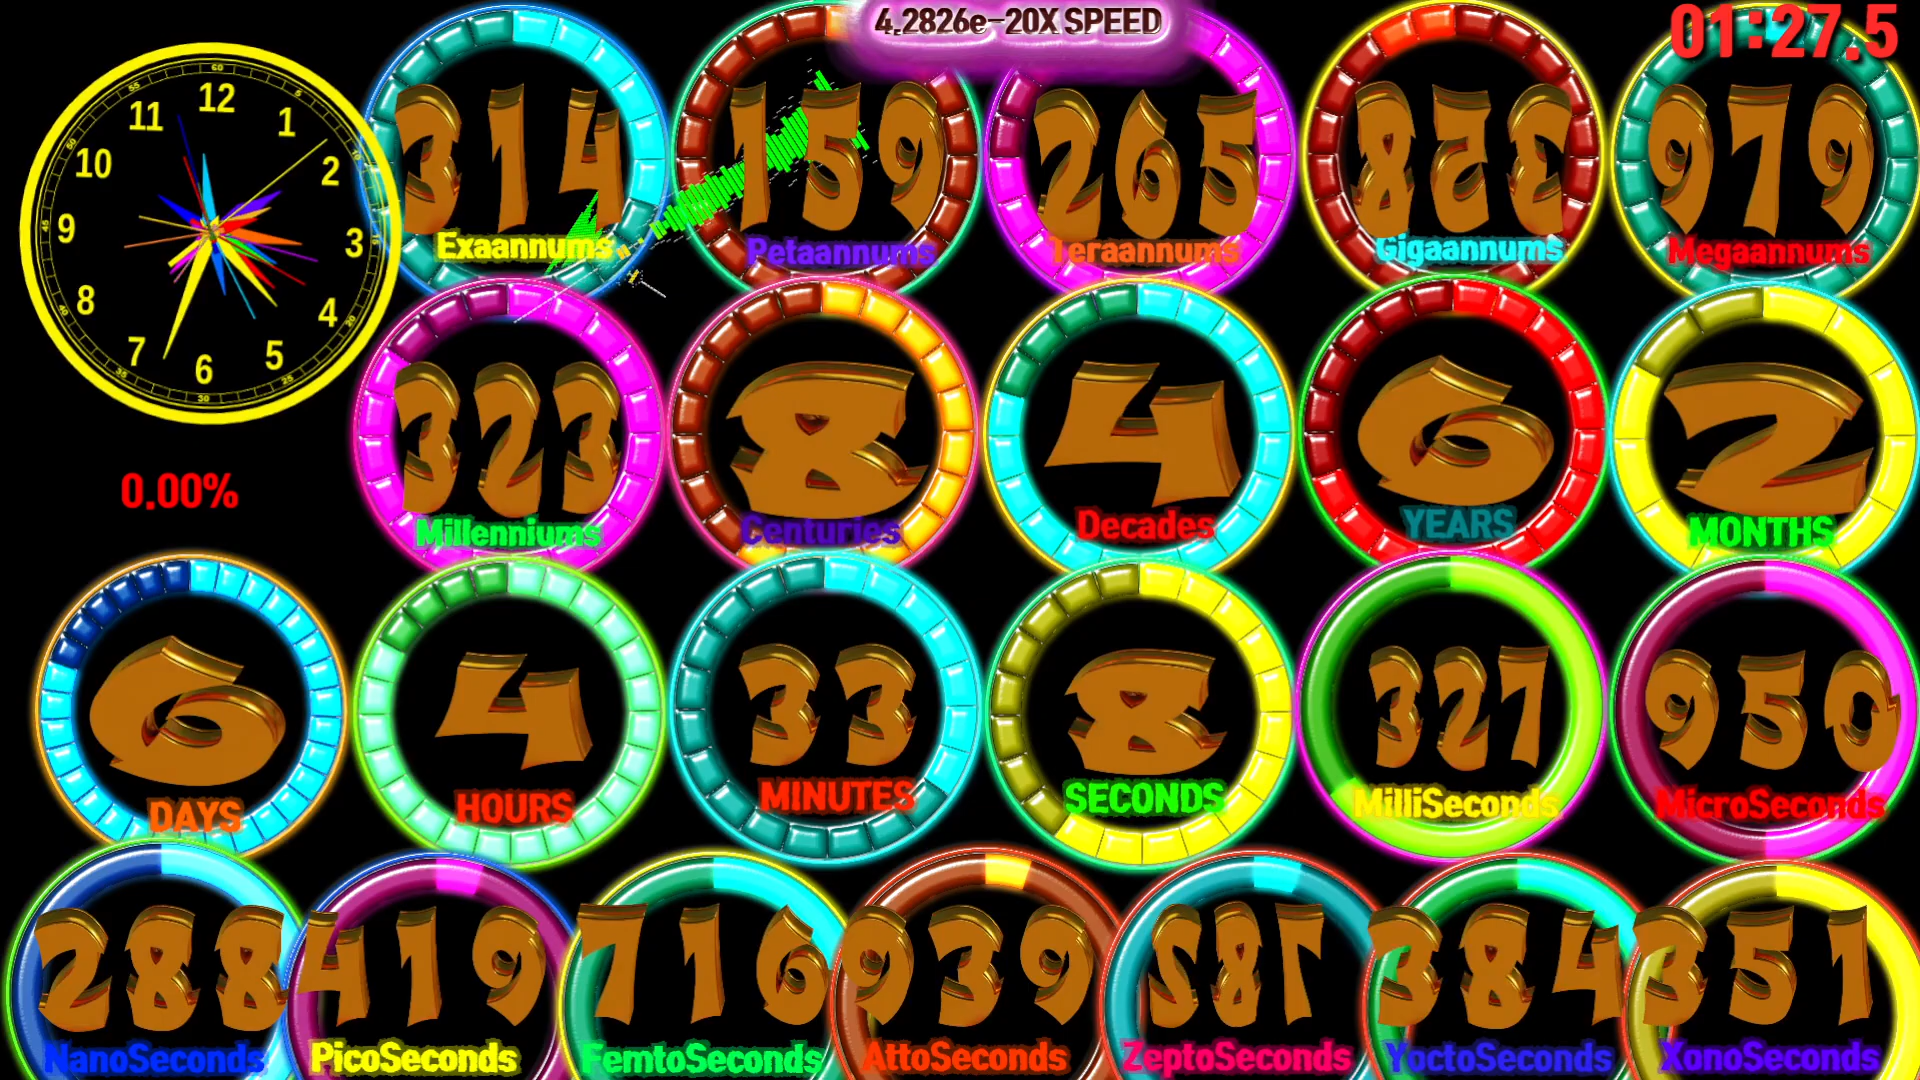 4.2826e-20X SPEED
01:27.5
12
1
2
3
4
5
6
7
8
9
10
11
314
Exaannums
159
Petaannums
265
Teraannums
358
Gigaannums
979
Megaannums
0.00%
323
Millenniums
8
Centuries
4
Decades
6
YEARS
2
MONTHS
6
DAYS
4
HOURS
33
MINUTES
8
SECONDS
327
MilliSeconds
950
MicroSeconds
288
NanoSeconds
419
PicoSeconds
716
FemtoSeconds
939
AttoSeconds
787
ZeptoSeconds
384
YoctoSeconds
351
XonoSeconds